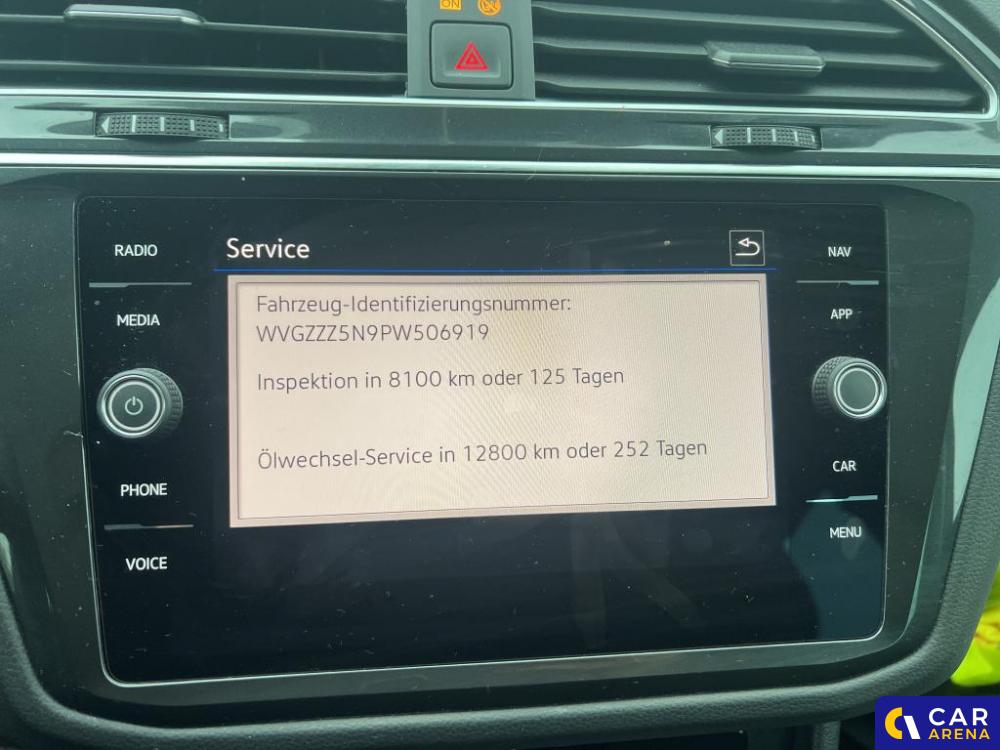 ON
Service
RADIO
NAV
MEDIA
APP
PHONE
CAR
VOICE
MENU
Fahrzeug-Identifizierungsnummer:
WVGZZZ5N9PW506919
Inspektion in 8100 km oder 125 Tagen
Ölwechsel-Service in 12800 km oder 252 Tagen
CAR
ARENA